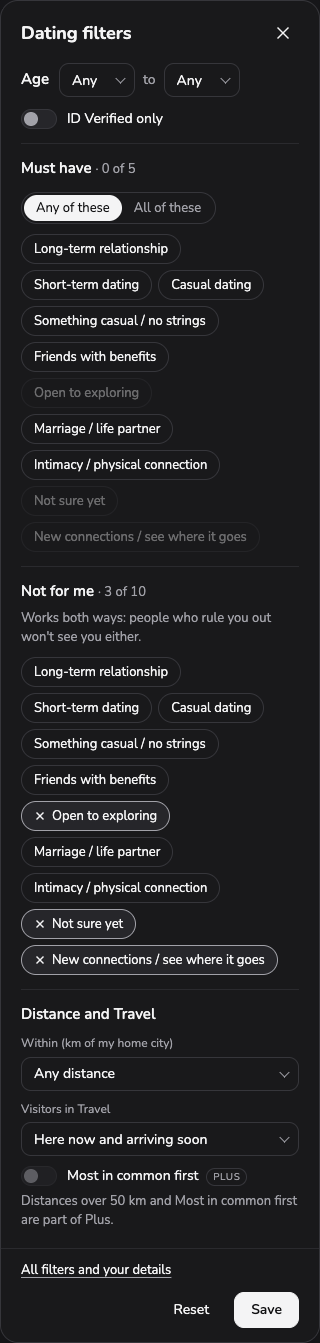 Dating filters
Age Any to Any
ID Verified only
Must have · 0 of 5
Any of these All of these
Long-term relationship
Short-term dating Casual dating
Something casual / no strings
Friends with benefits
Open to exploring
Marriage / life partner
Intimacy / physical connection
Not sure yet
New connections / see where it goes
Not for me · 3 of 10
Works both ways: people who rule you out
won't see you either.
Long-term relationship
Short-term dating Casual dating
Something casual / no strings
Friends with benefits
× Open to exploring
Marriage / life partner
Intimacy / physical connection
× Not sure yet
× New connections / see where it goes
Distance and Travel
Within (km of my home city)
Any distance
Visitors in Travel
Here now and arriving soon
Most in common first PLUS
Distances over 50 km and Most in common first
are part of Plus.
All filters and your details
Reset Save